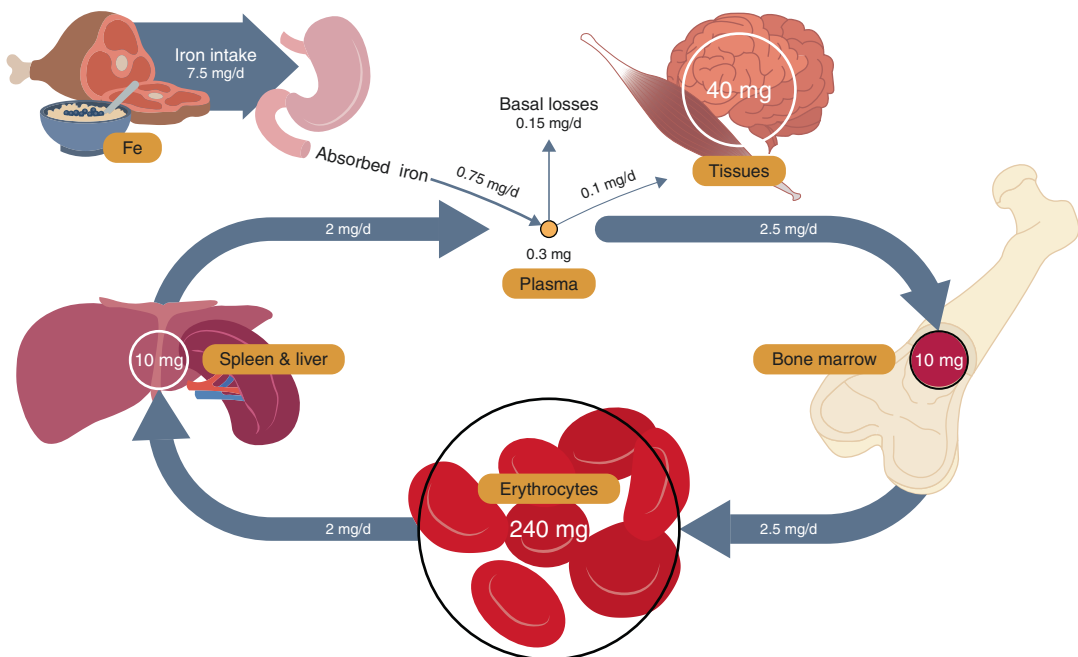 Iron intake
7.5 mg/d
Fe
Absorbed iron
0.75 mg/d
Basal losses
0.15 mg/d
0.1 mg/d
40 mg
Tissues
2 mg/d
0.3 mg
Plasma
2.5 mg/d
10 mg
Spleen & liver
Bone marrow
10 mg
Erythrocytes
240 mg
2 mg/d
2.5 mg/d